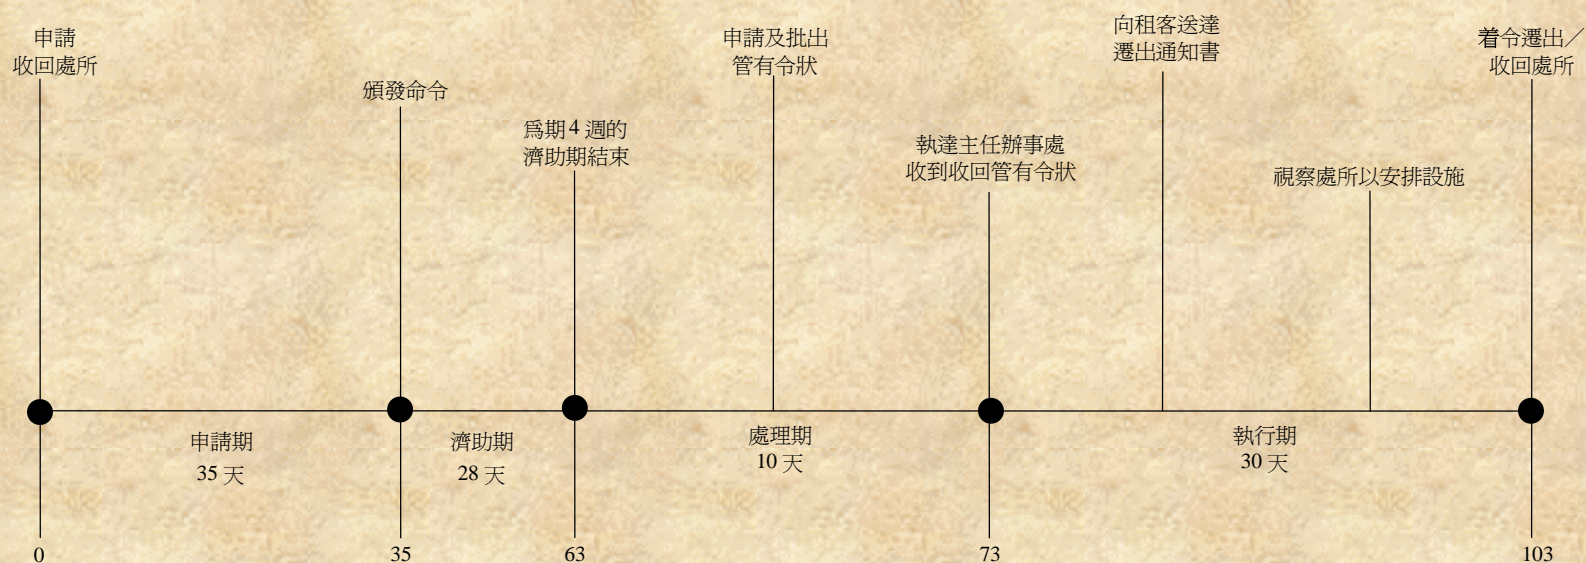 申請
收回處所
頒發命令
為期4 週的
濟助期結束
申請及批出
管有令狀
執達主任辦事處
收到收回管有令狀
向租客送達
遷出通知書
視察處所以安排設施
着令遷出／
收回處所
申請期
35 天
濟助期
28 天
處理期
10 天
執行期
30 天
0
35
63
73
103